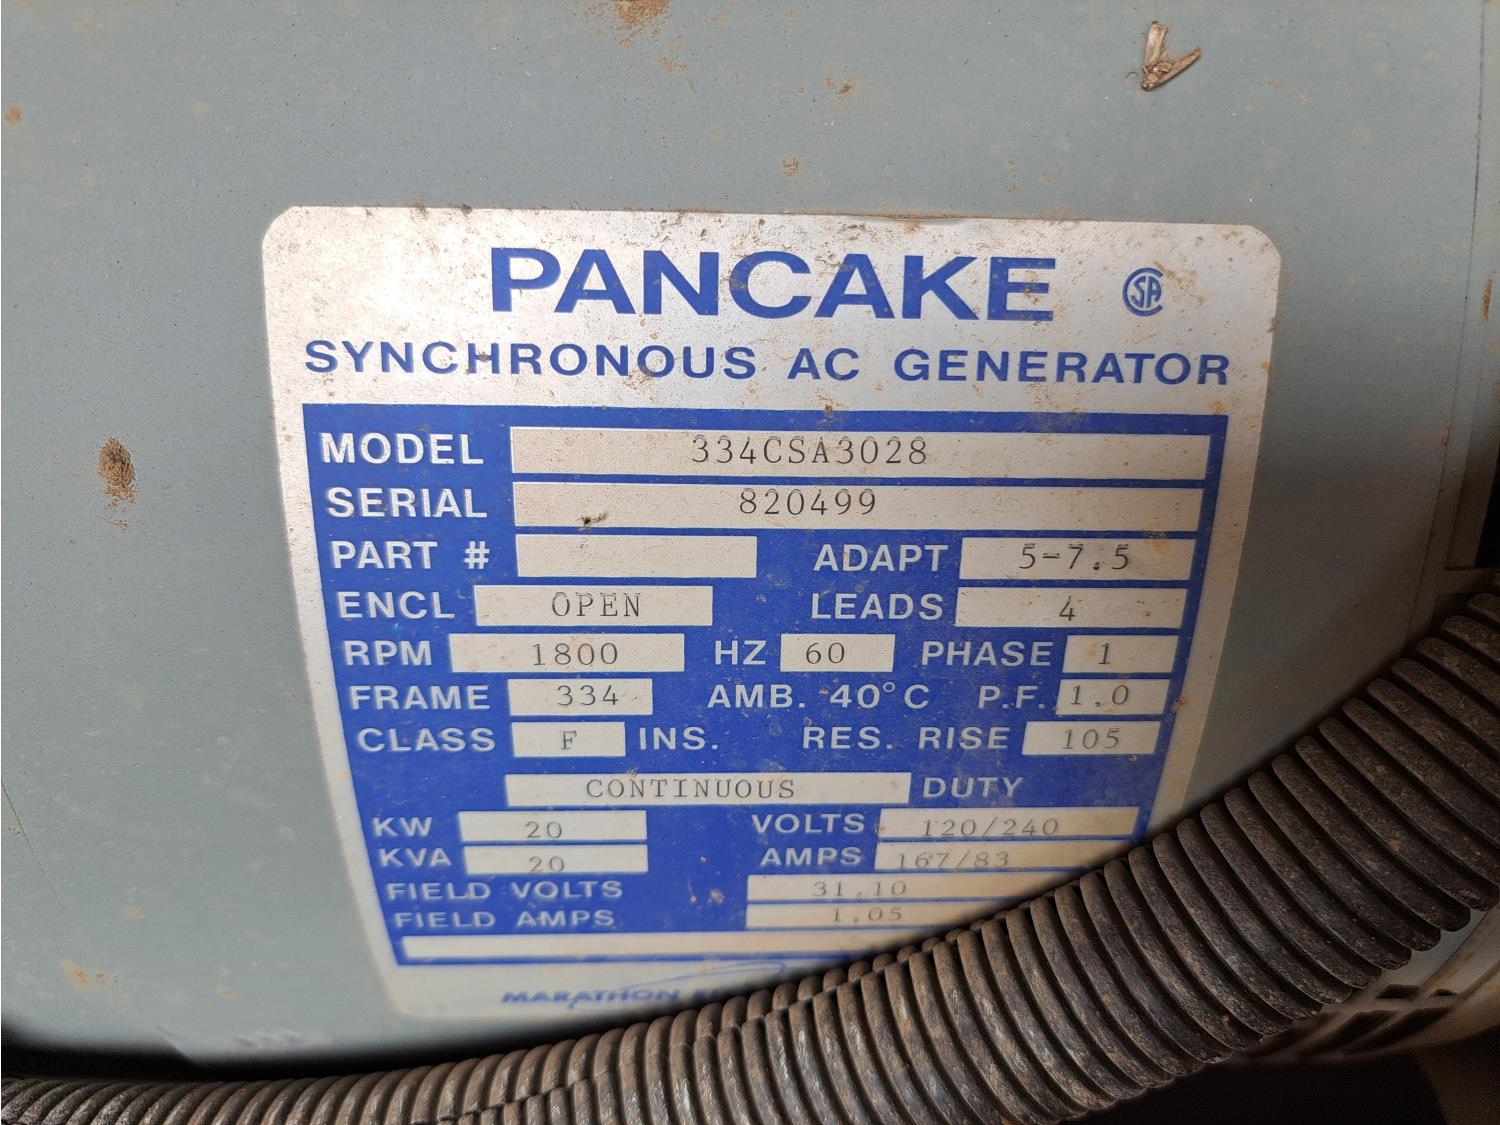 PANCAKE CSA
SYNCHRONOUS AC GENERATOR
MODEL 334CSA3028
SERIAL 820499
PART # ADAPT 5-7.5
ENCL OPEN LEADS 4
RPM 1800 HZ 60 PHASE 1
FRAME 334 AMB. 40°C P.F. 1.0
CLASS F INS. RES. RISE 105
CONTINUOUS DUTY
KW 20 VOLTS 120/240
KVA 20 AMPS 167/83
FIELD VOLTS 31.10
FIELD AMPS 1.05
MARATHON